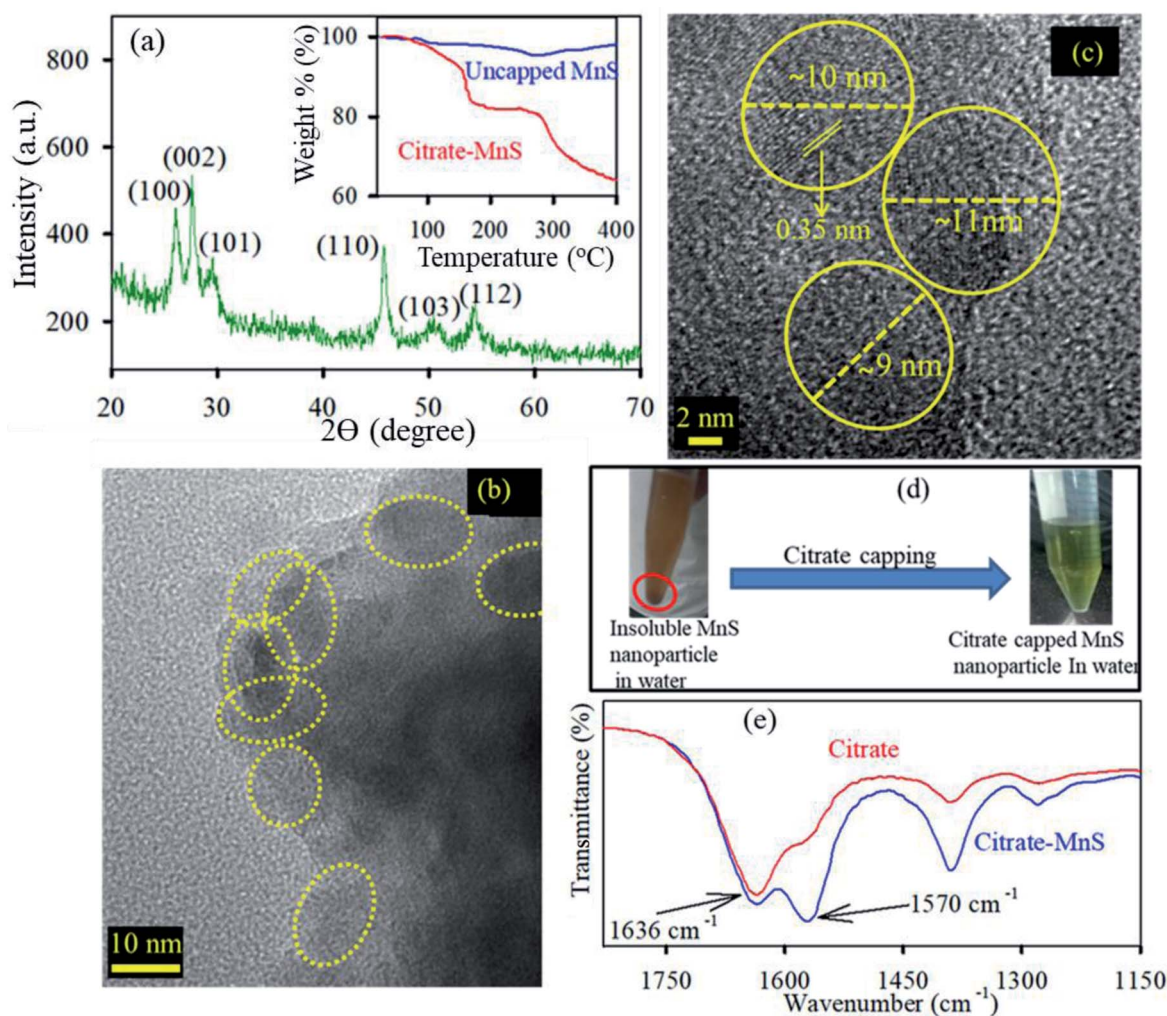 (a)
Intensity (a.u.)
800
600
400
200
20
30
40
50
60
70
2Θ (degree)
(100)
(002)
(101)
(110)
(103)
(112)
Weight % (%)
100
80
60
0
100
200
300
400
Temperature (°C)
Uncapped MnS
Citrate-MnS
(c)
~10 nm
0.35 nm
~11nm
~9 nm
2 nm
(b)
10 nm
(d)
Citrate capping
Insoluble MnS
nanoparticle
in water
Citrate capped MnS
nanoparticle In water
(e)
Transmittance (%)
Citrate
Citrate-MnS
1636 cm⁻¹
1570 cm⁻¹
1750
1600
1450
1300
1150
Wavenumber (cm⁻¹)